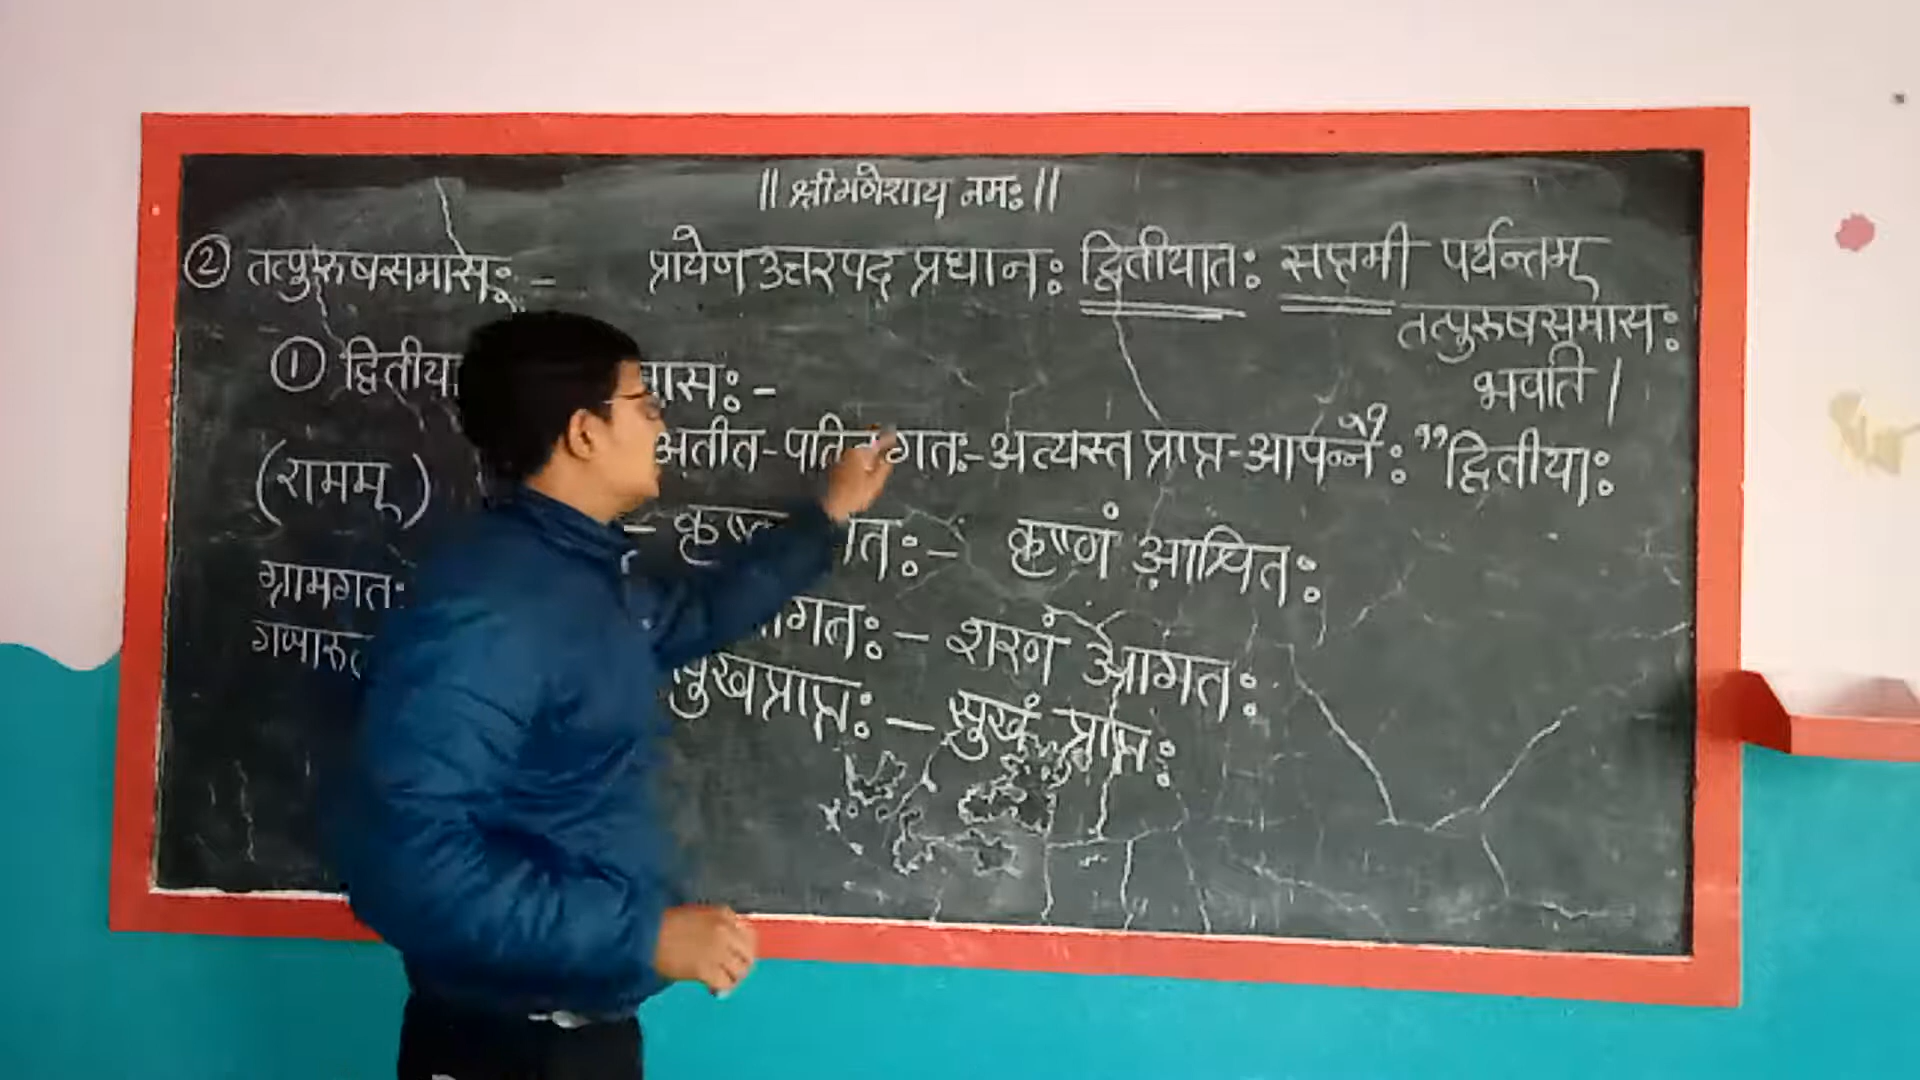 ॥ श्रीगणेशाय नमः ॥
② तत्पुरुषसमासः - प्रायेण उत्तरपद प्रधानः द्वितीयातः सप्तमी पर्यन्तम्
तत्पुरुषसमासः
भवति ।
① द्वितीया
अतीत-पतित-गतः-अत्यस्त प्राप्त-आपन्नैः" द्वितीयाः
(रामम्)
- कृष्ण - कृष्णं आश्रितः
ग्रामगतः
गतः - शरणं आगतः
सुखप्राप्तः - सुखं प्राप्तः